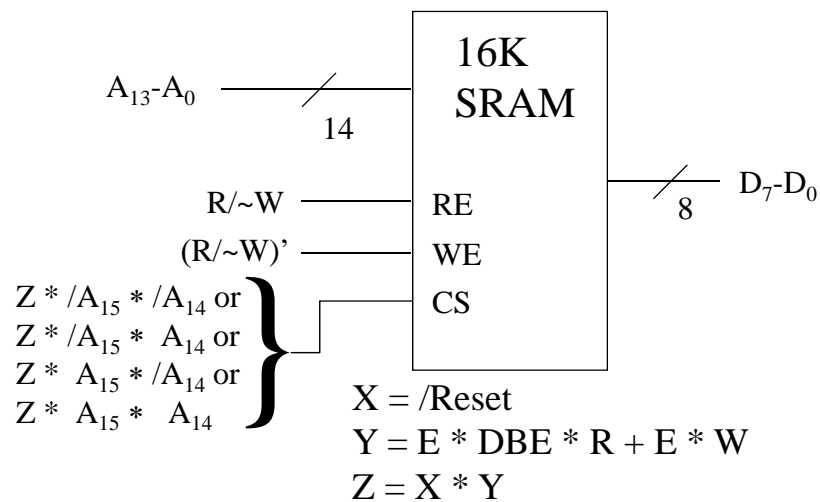 16K
SRAM
A₁₃-A₀
14
D₇-D₀
8
R/~W
RE
(R/~W)’
WE
CS
Z * /A₁₅ * /A₁₄ or
Z * /A₁₅ * A₁₄ or
Z * A₁₅ * /A₁₄ or
Z * A₁₅ * A₁₄
X = /Reset
Y = E * DBE * R + E * W
Z = X * Y